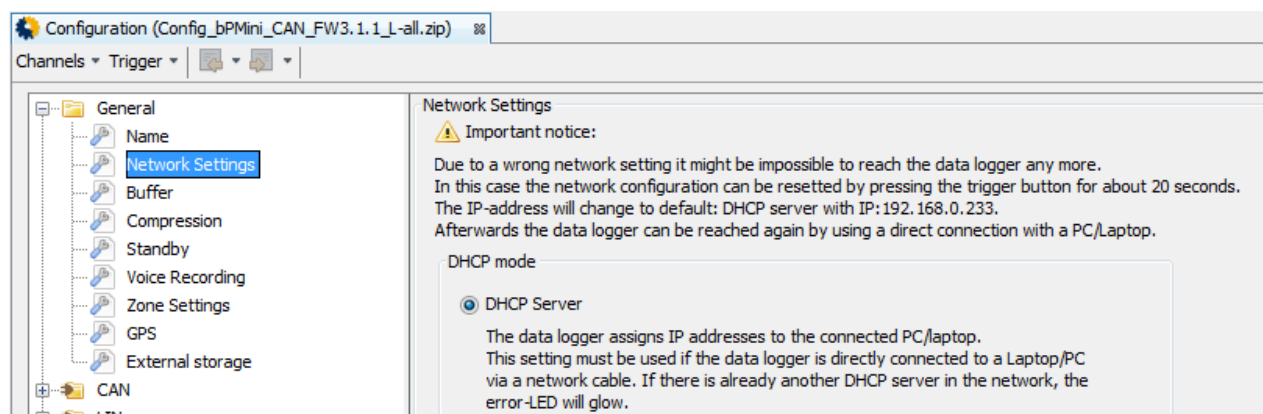 Configuration (Config_bPMini_CAN_FW3.1.1_L-all.zip)
Channels Trigger
General
Name
Network Settings
Buffer
Compression
Standby
Voice Recording
Zone Settings
GPS
External storage
CAN
Network Settings
Important notice:
Due to a wrong network setting it might be impossible to reach the data logger any more.
In this case the network configuration can be resetted by pressing the trigger button for about 20 seconds.
The IP-address will change to default: DHCP server with IP:192.168.0.233.
Afterwards the data logger can be reached again by using a direct connection with a PC/Laptop.
DHCP mode
DHCP Server
The data logger assigns IP addresses to the connected PC/laptop.
This setting must be used if the data logger is directly connected to a Laptop/PC
via a network cable. If there is already another DHCP server in the network, the
error-LED will glow.